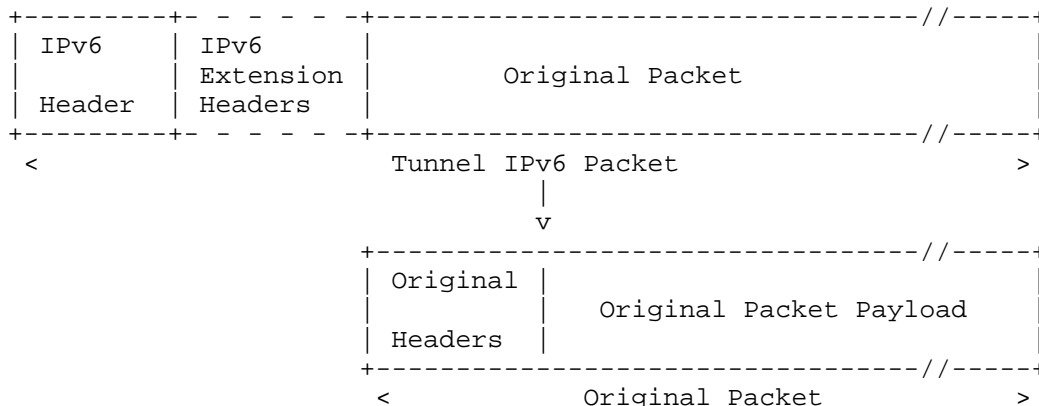 +---------+- - - - - -+----------------------------------//-----+
| IPv6    | IPv6      |                                         |
|         | Extension |       Original Packet                   |
| Header  | Headers   |                                         |
+---------+- - - - - -+----------------------------------//-----+
<                       Tunnel IPv6 Packet                      >
|
v
+----------------------------------//-----+
| Original |                              |
|          |   Original Packet Payload    |
| Headers  |                              |
+----------------------------------//-----+
<            Original Packet              >